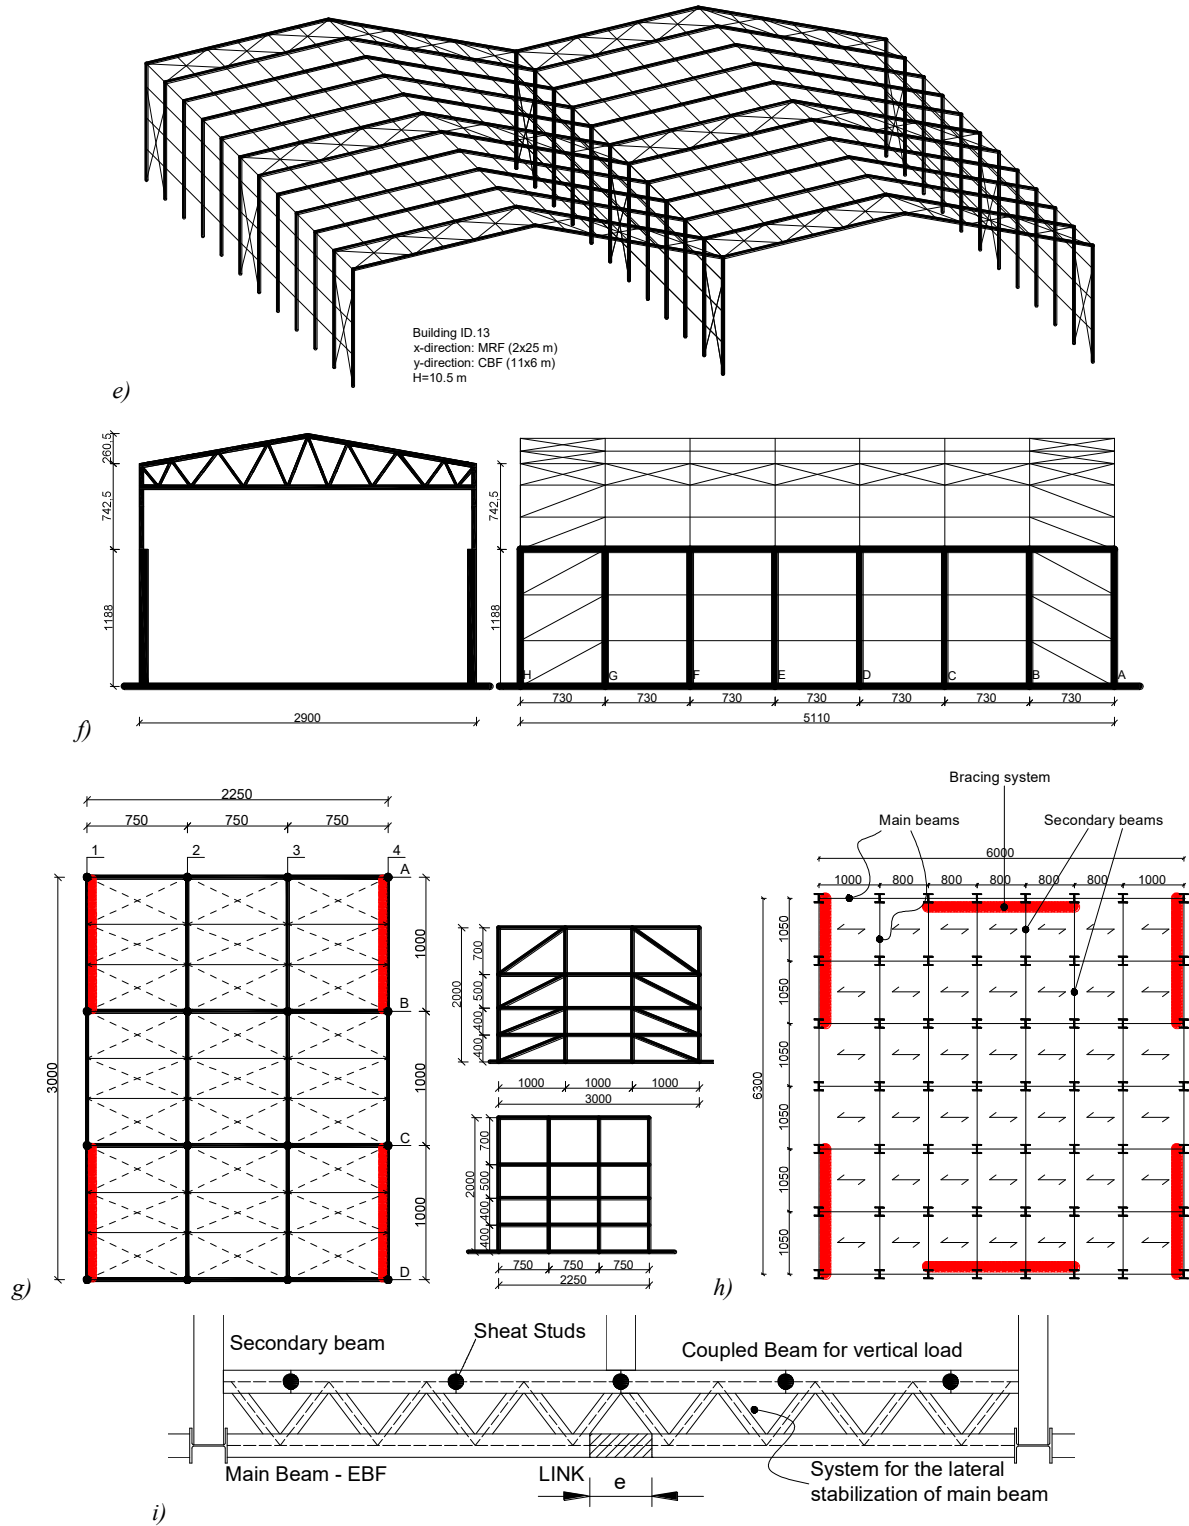 Building ID.13
x-direction: MRF (2x25 m)
y-direction: CBF (11x6 m)
H=10.5 m
e)
260,5
742,5
1188
2900
742,5
1188
H G F E D C B A
730 730 730 730 730 730 730
5110
f)
2250
750 750 750
1 2 3 4
A
B
C
D
3000
1000
1000
1000
g)
2000
700
500
400
400
1000 1000 1000
3000
2000
700
500
400
400
750 750 750
2250
Bracing system
Main beams
Secondary beams
6000
1000 800 800 800 800 800 1000
6300
1050
1050
1050
1050
1050
1050
h)
Secondary beam
Sheat Studs
Coupled Beam for vertical load
Main Beam - EBF
LINK
e
System for the lateral
stabilization of main beam
i)